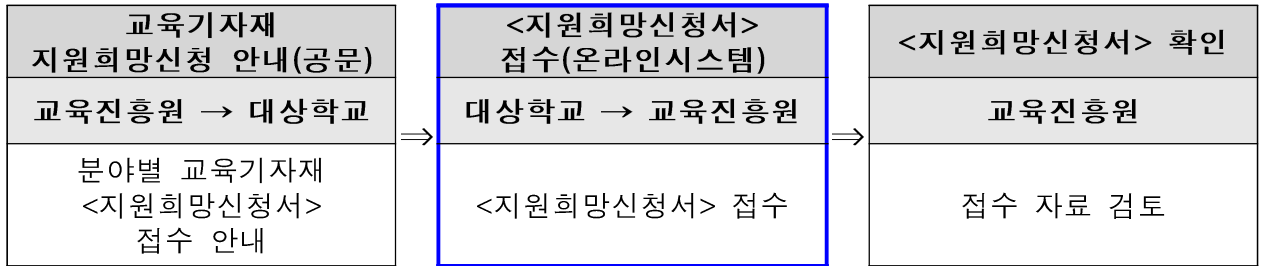 교육기자재
지원희망신청 안내(공문)
교육진흥원 → 대상학교
분야별 교육기자재
<지원희망신청서>
접수 안내
⇒
<지원희망신청서>
접수(온라인시스템)
대상학교 → 교육진흥원
<지원희망신청서> 접수
⇒
<지원희망신청서> 확인
교육진흥원
접수 자료 검토